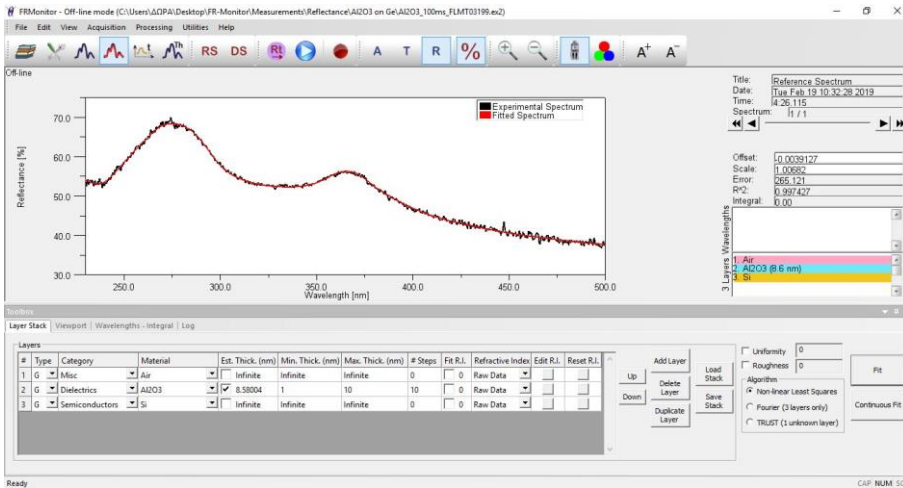 FRMonitor - Off-line mode (C:\Users\ΔΩΡΑ\Desktop\FR-Monitor\Measurements\Reflectance\Al2O3 on Ge\Al2O3_100ms_FLMT03199.ex2)
File Edit View Acquisition Processing Utilities Help
Th RS DS Rt A T R % A+ A-
Off-line
Experimental Spectrum
Fitted Spectrum
Reflectance [%]
70.0
60.0
50.0
40.0
30.0
250.0 300.0 350.0 400.0 450.0 500.0
Wavelength [nm]
Title: Reference Spectrum
Date: Tue Feb 19 10:32:28 2019
Time: 4:26.115
Spectrum: 1 / 1
Offset: -0.0039127
Scale: 1.00682
Error: 265.121
R^2: 0.997427
Integral: 0.00
3 Layers Wavelengths
1. Air
2. Al2O3 (8.6 nm)
3. Si
Toolbox
Layer Stack Viewport Wavelengths - Integral Log
Layers
# Type Category Material Est. Thick. (nm) Min. Thick. (nm) Max. Thick. (nm) # Steps Fit R.I. Refractive Index Edit R.I. Reset R.I.
1 G Misc Air Infinite Infinite Infinite 0 0 Raw Data
2 G Dielectrics Al2O3 8.58004 1 10 10 0 Raw Data
3 G Semiconductors Si Infinite Infinite Infinite 0 0 Raw Data
Up
Down
Add Layer
Delete Layer
Duplicate Layer
Load Stack
Save Stack
Uniformity 0
Roughness 0
Algorithm
Non-linear Least Squares
Fourier (3 layers only)
TRUST (1 unknown layer)
Fit
Continuous Fit
Ready
CAP NUM SC